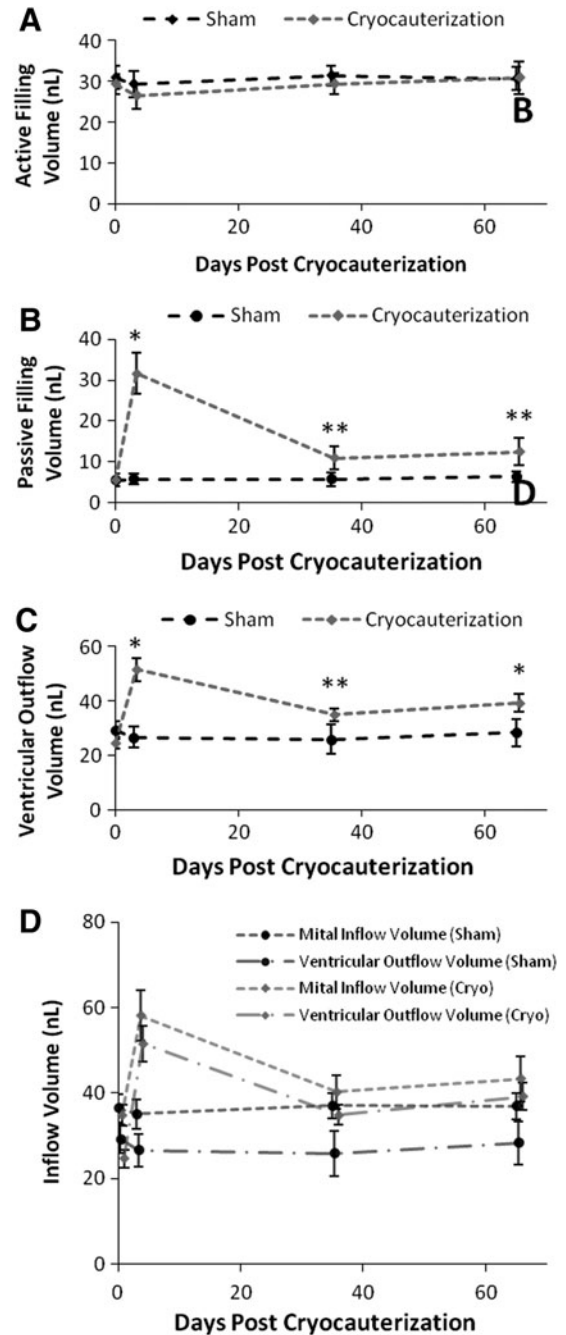 A
Sham Cryocauterization
Active Filling
Volume (nL)
40
30
20
10
0
B
0 20 40 60
Days Post Cryocauterization
B
Sham Cryocauterization
Passive Filling
Volume (nL)
40
30
20
10
0
*
**
**
D
0 20 40 60
Days Post Cryocauterization
C
Sham Cryocauterization
Ventricular Outflow
Volume (nL)
60
40
20
0
*
**
*
0 20 40 60
Days Post Cryocauterization
D
Mital Inflow Volume (Sham)
Ventricular Outflow Volume (Sham)
Mital Inflow Volume (Cryo)
Ventricular Outflow Volume (Cryo)
Inflow Volume (nL)
80
60
40
20
0
0 20 40 60
Days Post Cryocauterization